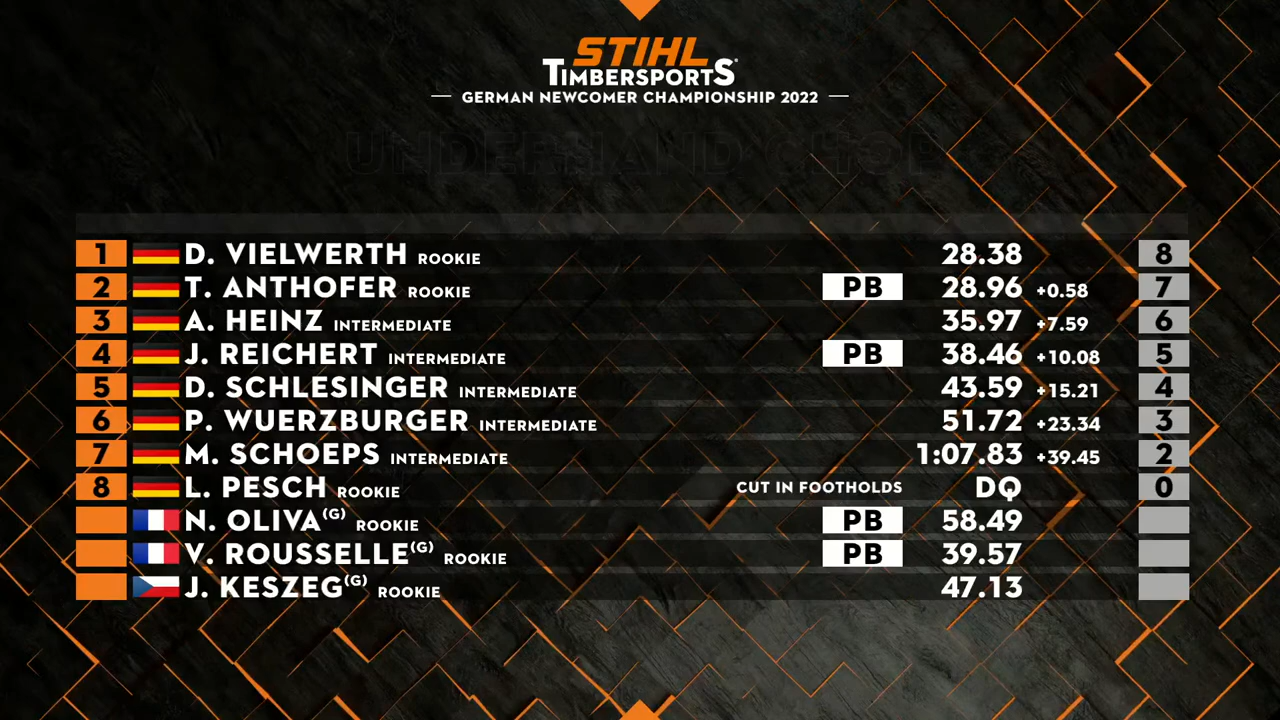 STIHL
TIMBERSPORTS®
GERMAN NEWCOMER CHAMPIONSHIP 2022
UNDERHAND CHOP
1 D. VIELWERTH ROOKIE 28.38 8
2 T. ANTHOFER ROOKIE PB 28.96 +0.58 7
3 A. HEINZ INTERMEDIATE 35.97 +7.59 6
4 J. REICHERT INTERMEDIATE PB 38.46 +10.08 5
5 D. SCHLESINGER INTERMEDIATE 43.59 +15.21 4
6 P. WUERZBURGER INTERMEDIATE 51.72 +23.34 3
7 M. SCHOEPS INTERMEDIATE 1:07.83 +39.45 2
8 L. PESCH ROOKIE CUT IN FOOTHOLDS DQ 0
N. OLIVA(G) ROOKIE PB 58.49
V. ROUSSELLE(G) ROOKIE PB 39.57
J. KESZEG(G) ROOKIE 47.13